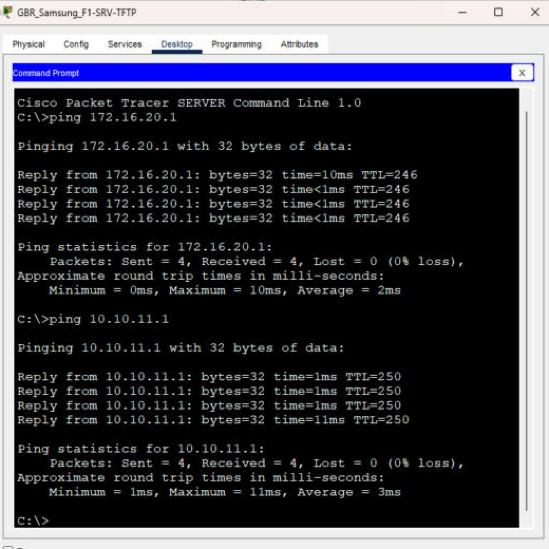 GBR_Samsung_F1-SRV-TFTP
Physical Config Services Desktop Programming Attributes
Command Prompt X
Cisco Packet Tracer SERVER Command Line 1.0
C:\>ping 172.16.20.1
Pinging 172.16.20.1 with 32 bytes of data:
Reply from 172.16.20.1: bytes=32 time=10ms TTL=246
Reply from 172.16.20.1: bytes=32 time<1ms TTL=246
Reply from 172.16.20.1: bytes=32 time<1ms TTL=246
Reply from 172.16.20.1: bytes=32 time<1ms TTL=246
Ping statistics for 172.16.20.1:
Packets: Sent = 4, Received = 4, Lost = 0 (0% loss),
Approximate round trip times in milli-seconds:
Minimum = 0ms, Maximum = 10ms, Average = 2ms
C:\>ping 10.10.11.1
Pinging 10.10.11.1 with 32 bytes of data:
Reply from 10.10.11.1: bytes=32 time=1ms TTL=250
Reply from 10.10.11.1: bytes=32 time=1ms TTL=250
Reply from 10.10.11.1: bytes=32 time=1ms TTL=250
Reply from 10.10.11.1: bytes=32 time=11ms TTL=250
Ping statistics for 10.10.11.1:
Packets: Sent = 4, Received = 4, Lost = 0 (0% loss),
Approximate round trip times in milli-seconds:
Minimum = 1ms, Maximum = 11ms, Average = 3ms
C:\>